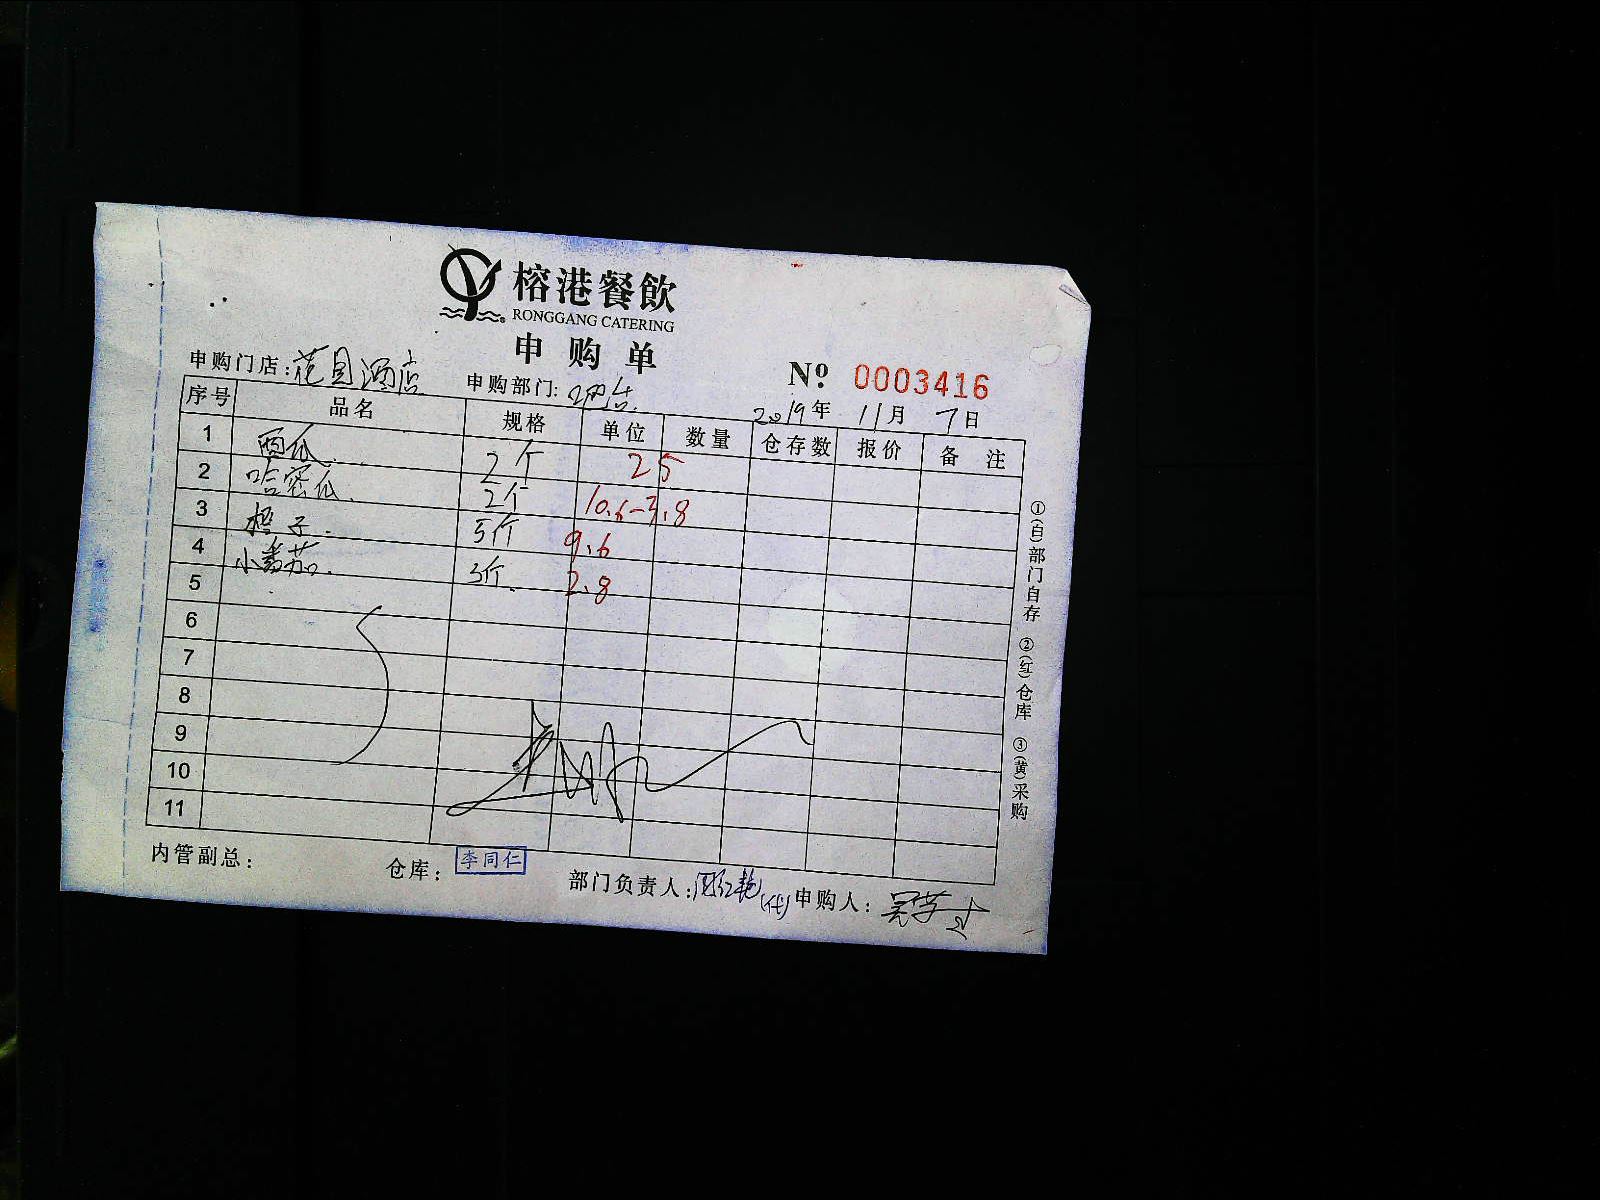 榕港餐飲
RONGGANG CATERING
申购单
申购门店:花园酒店 申购部门:吧台 Nº 0003416
2019年 11月 7日
序号 品名 规格 单位 数量 仓存数 报价 备注
1 西瓜 2个 25
2 哈密瓜 2个 10.6-3.8
3 橙子 5斤 9.6
4 小番茄 3斤 2.8
5
6
7
8
9
10
11
①(白)部门自存 ②(红)仓库 ③(黄)采购
内管副总: 仓库: 李同仁 部门负责人: (代) 申购人: